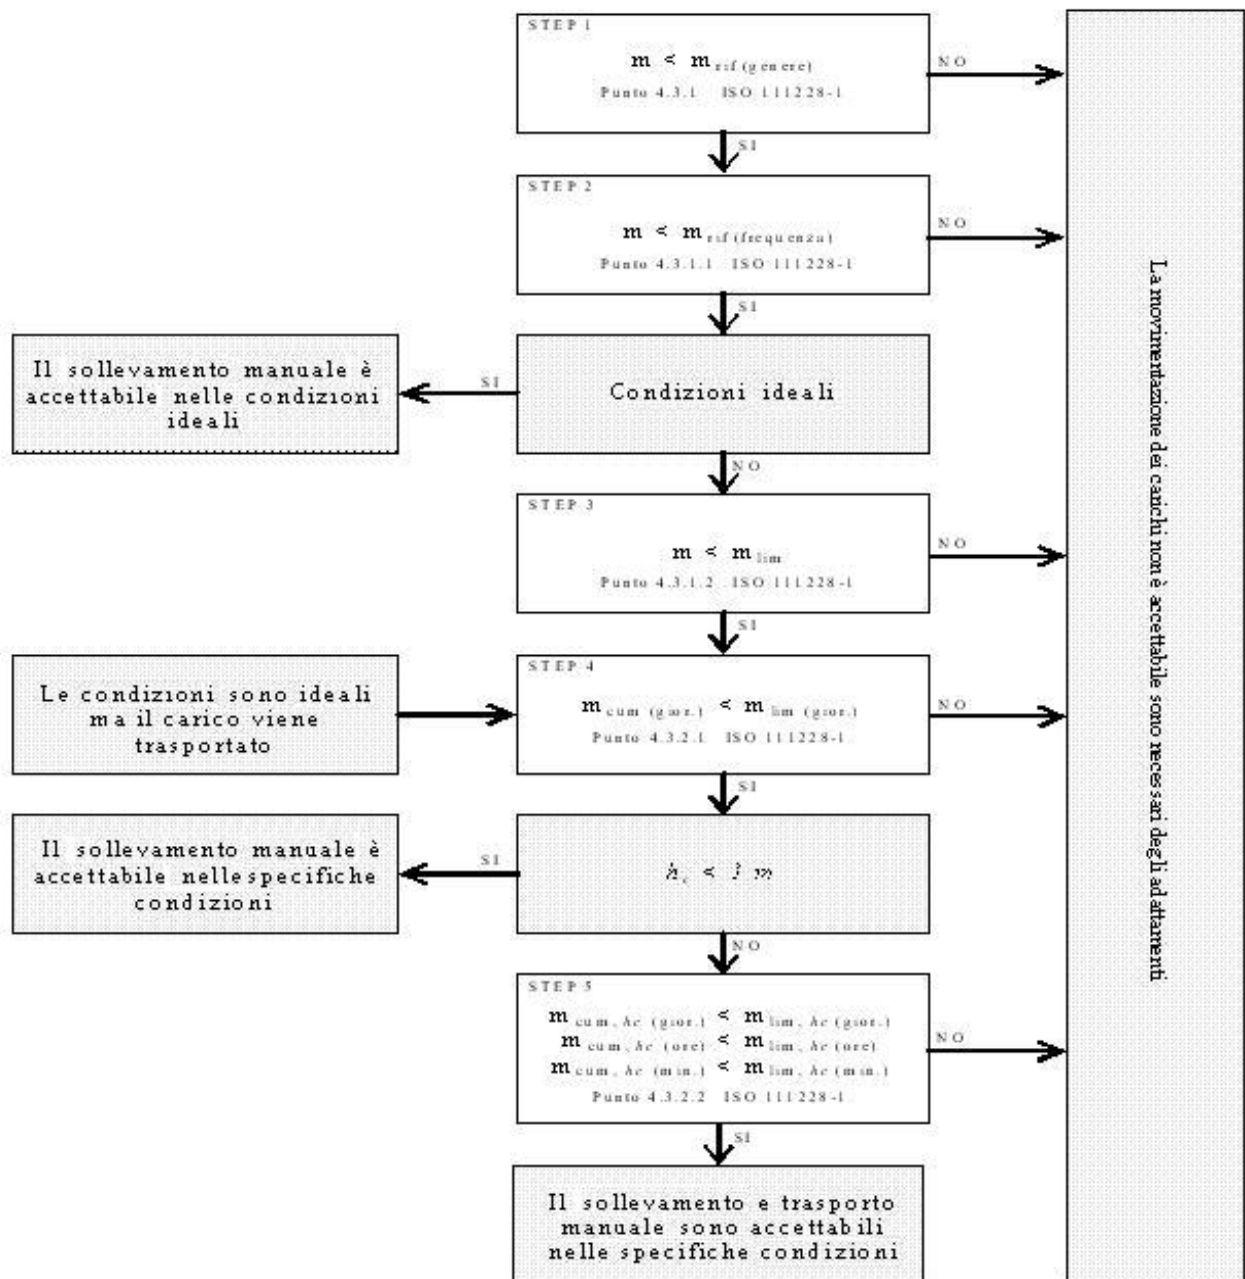 STEP 1
m < m rif (genere)
Punto 4.3.1 ISO 111228-1
NO
SI
STEP 2
m < m rif (frequenza)
Punto 4.3.1.1 ISO 111228-1
NO
SI
Il sollevamento manuale è
accettabile nelle condizioni
ideali
SI
Condizioni ideali
NO
STEP 3
m < m lim
Punto 4.3.1.2 ISO 111228-1
NO
SI
Le condizioni sono ideali
ma il carico viene
trasportato
STEP 4
m cum (gior.) < m lim (gior.)
Punto 4.3.2.1 ISO 111228-1
NO
SI
Il sollevamento manuale è
accettabile nelle specifiche
condizioni
SI
NO
STEP 5
m cum, hc (gior.) < m lim, hc (gior.)
m cum, hc (ore) < m lim, hc (ore)
m cum, hc (min.) < m lim, hc (min.)
Punto 4.3.2.2 ISO 111228-1
NO
SI
Il sollevamento e trasporto
manuale sono accettabili
nelle specifiche condizioni
La movimentazione dei carichi non è accettabile sono necessari degli adattamenti